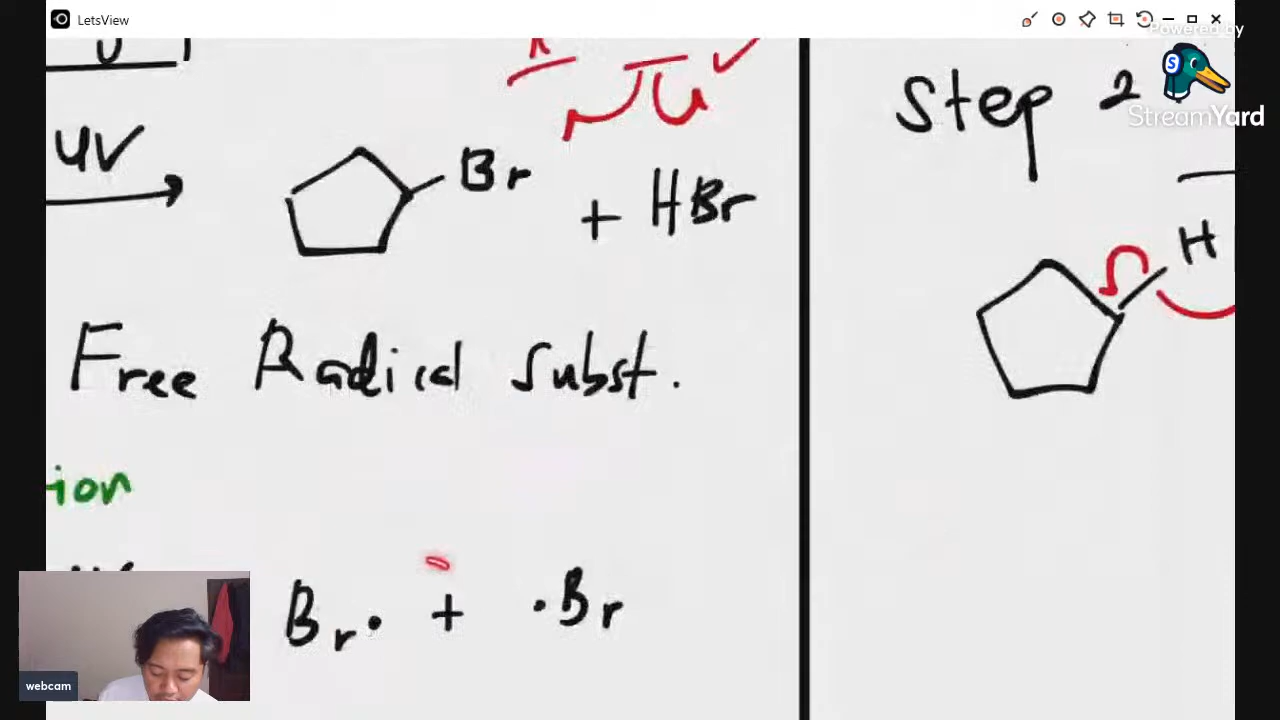 LetsView
Powered by
StreamYard
UV
Br
+ HBr
Free Radical Subst.
ion
Br• + •Br
Step 2
H
webcam